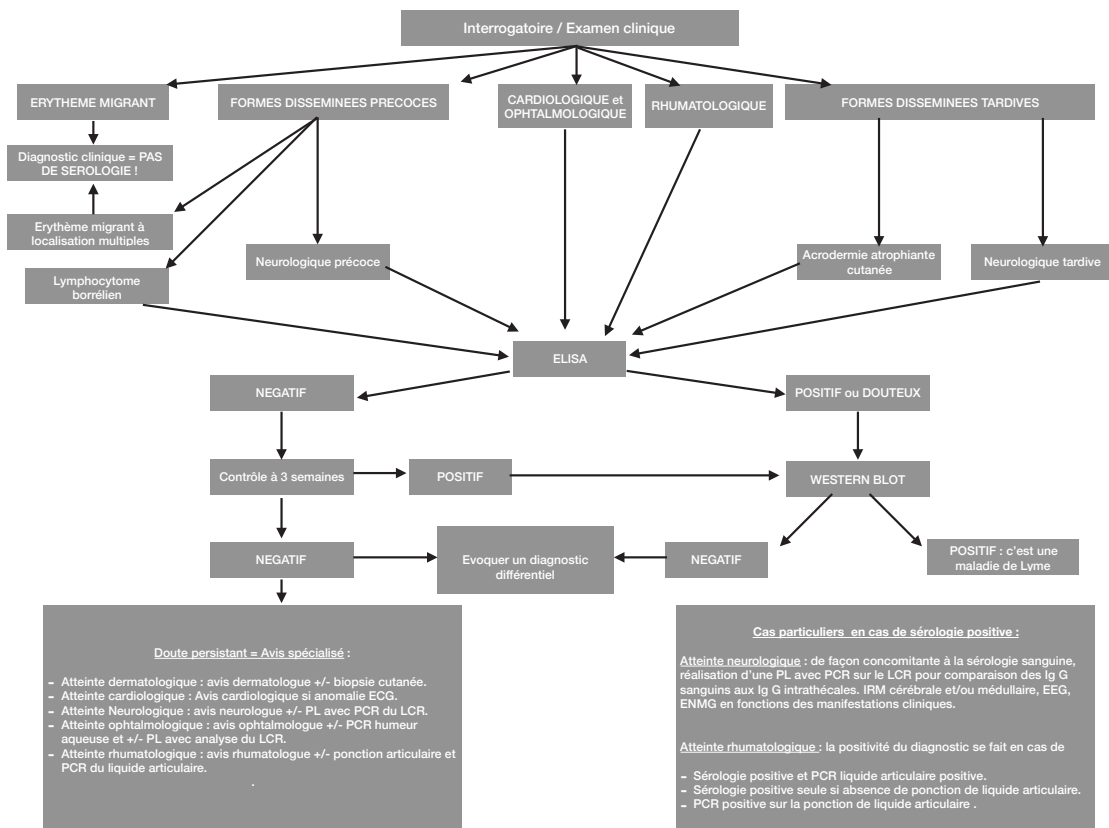 Interrogatoire / Examen clinique
ERYTHEME MIGRANT
FORMES DISSEMINEES PRECOCES
CARDIOLOGIQUE et
OPHTALMOLOGIQUE
RHUMATOLOGIQUE
FORMES DISSEMINEES TARDIVES
Diagnostic clinique = PAS
DE SEROLOGIE !
Erythème migrant à
localisation multiples
Lymphocytome
borrélien
Neurologique précoce
Acrodermie atrophiante
cutanée
Neurologique tardive
ELISA
NEGATIF
POSITIF ou DOUTEUX
Contrôle à 3 semaines
POSITIF
WESTERN BLOT
NEGATIF
Evoquer un diagnostic
différentiel
NEGATIF
POSITIF : c'est une
maladie de Lyme
Doute persistant = Avis spécialisé :
- Atteinte dermatologique : avis dermatologue +/- biopsie cutanée.
- Atteinte cardiologique : Avis cardiologique si anomalie ECG.
- Atteinte Neurologique : avis neurologue +/- PL avec PCR du LCR.
- Atteinte ophtalmologique : avis ophtalmologue +/- PCR humeur
aqueuse et +/- PL avec analyse du LCR.
- Atteinte rhumatologique : avis rhumatologue +/- ponction articulaire et
PCR du liquide articulaire.
.
Cas particuliers en cas de sérologie positive :
Atteinte neurologique : de façon concomitante à la sérologie sanguine,
réalisation d'une PL avec PCR sur le LCR pour comparaison des Ig G
sanguins aux Ig G intrathécales. IRM cérébrale et/ou médullaire, EEG,
ENMG en fonctions des manifestations cliniques.
Atteinte rhumatologique : la positivité du diagnostic se fait en cas de
- Sérologie positive et PCR liquide articulaire positive.
- Sérologie positive seule si absence de ponction de liquide articulaire.
- PCR positive sur la ponction de liquide articulaire .